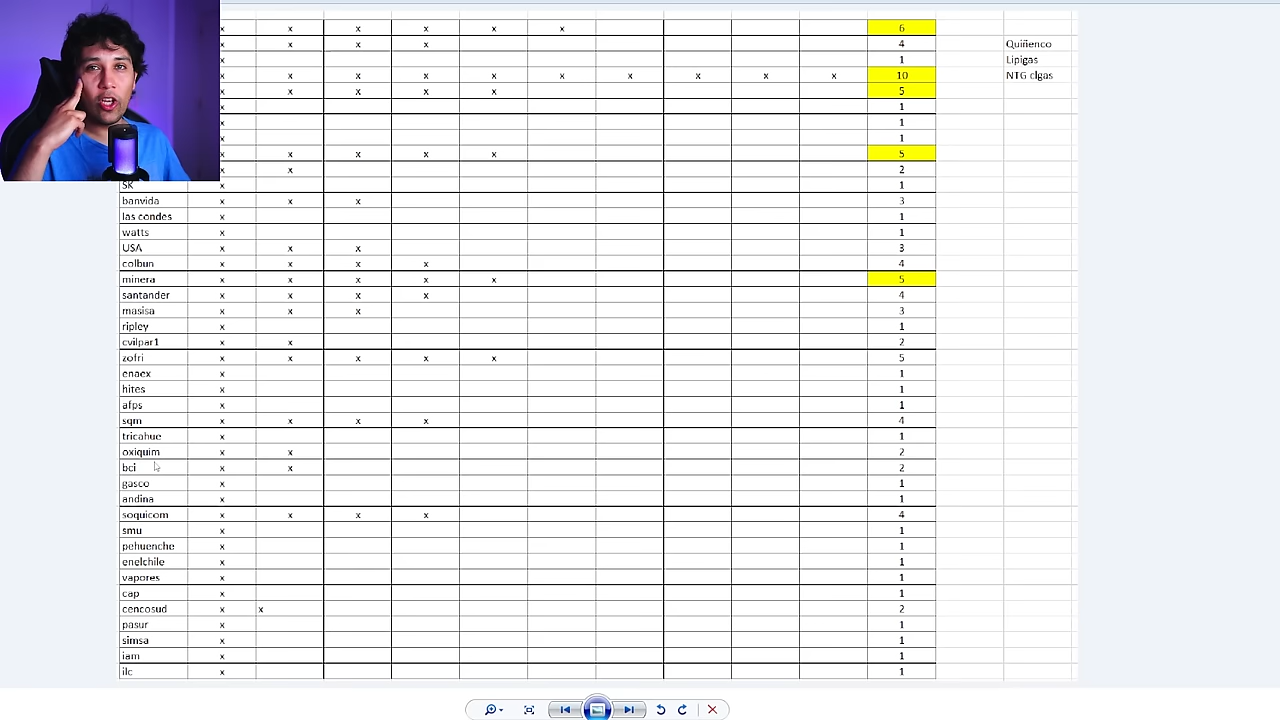 x x x x x x 6
x x x x 4 Quiñenco
x 1 Lipigas
x x x x x x x x x x 10 NTG clgas
x x x x x 5
x 1
x 1
x 1
x x x x x 5
x x 2
SK x 1
banvida x x x 3
las condes x 1
watts x 1
USA x x x 3
colbun x x x x 4
minera x x x x x 5
santander x x x x 4
masisa x x x 3
ripley x 1
cvilpar1 x x 2
zofri x x x x x 5
enaex x 1
hites x 1
afps x 1
sqm x x x x 4
tricahue x 1
oxiquim x x 2
bci x x 2
gasco x 1
andina x 1
soquicom x x x x 4
smu x 1
pehuenche x 1
enelchile x 1
vapores x 1
cap x 1
cencosud x x 2
pasur x 1
simsa x 1
iam x 1
ilc x 1